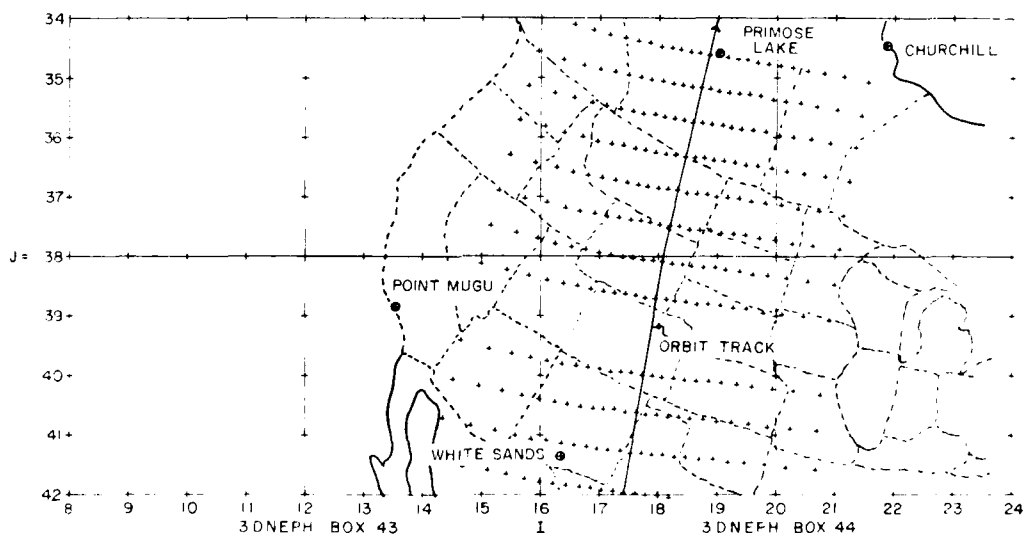 34
35
36
37
J = 38
39
40
41
42
PRIMOSE
LAKE
CHURCHILL
POINT MUGU
ORBIT TRACK
WHITE SANDS
8 9 10 11 12 13 14 15 16 17 18 19 20 21 22 23 24
3DNEPH BOX 43 I 3DNEPH BOX 44